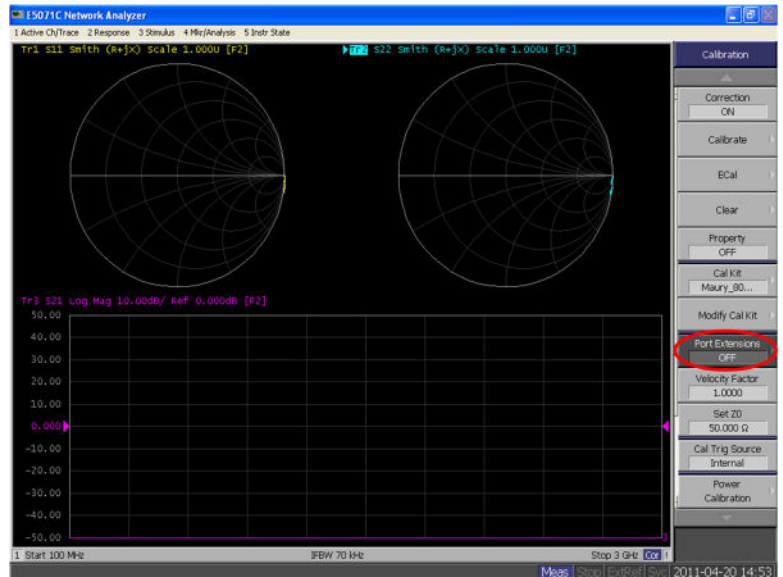 E5071C Network Analyzer
1 Active Ch/Trace 2 Response 3 Stimulus 4 Mkr/Analysis 5 Instr State
Tr1 S11 Smith (R+jX) Scale 1.000U [F2]
Tr2 S22 Smith (R+jX) Scale 1.000U [F2]
Tr3 S21 Log Mag 10.00dB/ Ref 0.000dB [F2]
50.00
40.00
30.00
20.00
10.00
0.000
-10.00
-20.00
-30.00
-40.00
-50.00
3
1 Start 100 MHz IFBW 70 kHz Stop 3 GHz Cor !
Meas Stop ExtRef Svc 2011-04-20 14:53
Calibration
Correction
ON
Calibrate
ECal
Clear
Property
OFF
Cal Kit
Maury_80...
Modify Cal Kit
Port Extensions
OFF
Velocity Factor
1.0000
Set Z0
50.000 Ω
Cal Trig Source
Internal
Power
Calibration